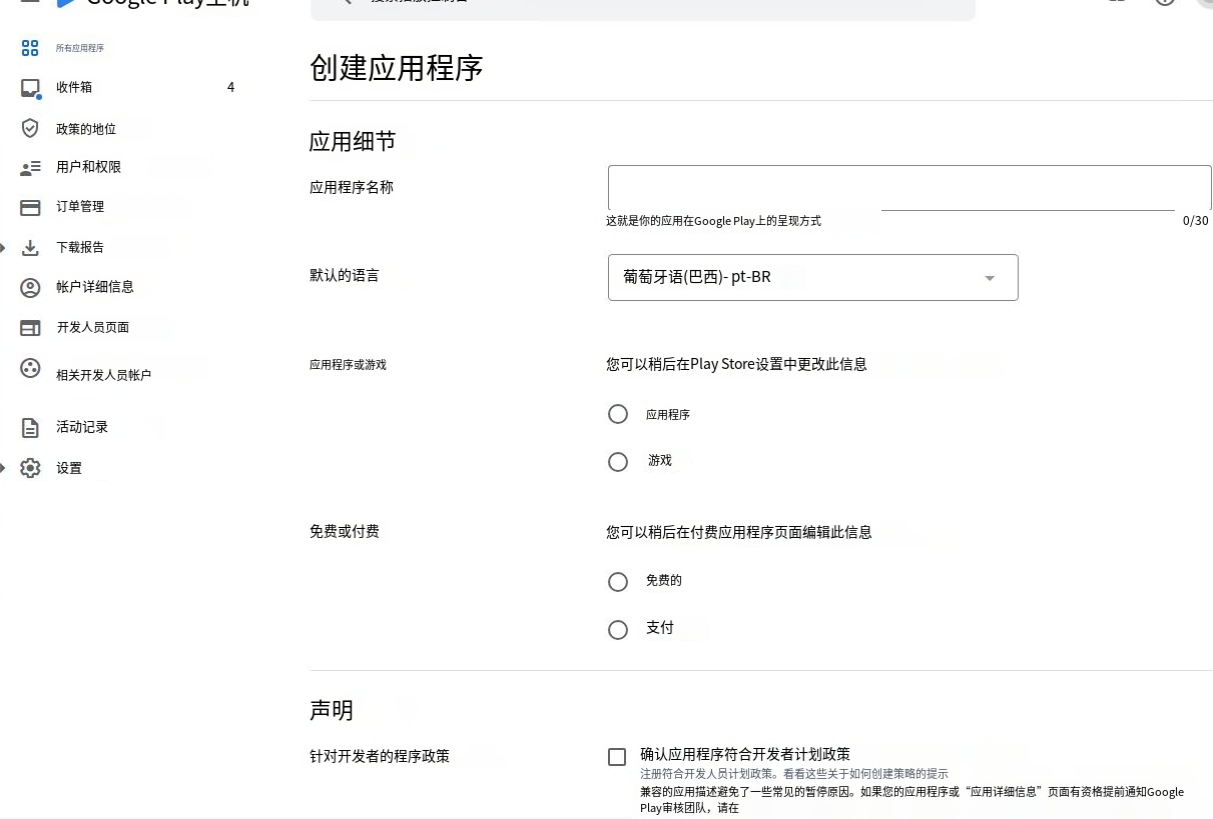 Google Play主机
所有应用程序
收件箱
4
政策的地位
用户和权限
订单管理
下载报告
帐户详细信息
开发人员页面
相关开发人员帐户
活动记录
设置
创建应用程序
应用细节
应用程序名称
这就是你的应用在Google Play上的呈现方式
0/30
默认的语言
葡萄牙语(巴西)- pt-BR
应用程序或游戏
您可以稍后在Play Store设置中更改此信息
应用程序
游戏
免费或付费
您可以稍后在付费应用程序页面编辑此信息
免费的
支付
声明
针对开发者的程序政策
确认应用程序符合开发者计划政策
注册符合开发人员计划政策。看看这些关于如何创建策略的提示
兼容的应用描述避免了一些常见的暂停原因。如果您的应用程序或“应用详细信息”页面有资格提前通知Google
Play审核团队，请在